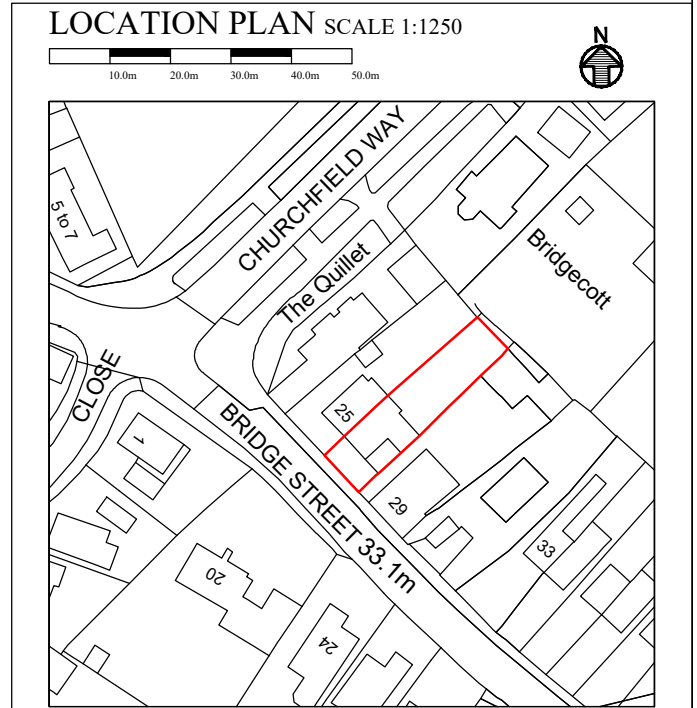 LOCATION PLAN SCALE 1:1250
N
10.0m 20.0m 30.0m 40.0m 50.0m
CHURCHFIELD WAY
5 to 7
The Quillet
Bridgecott
CLOSE
25
1
BRIDGE STREET 33.1m
29
33
20
24